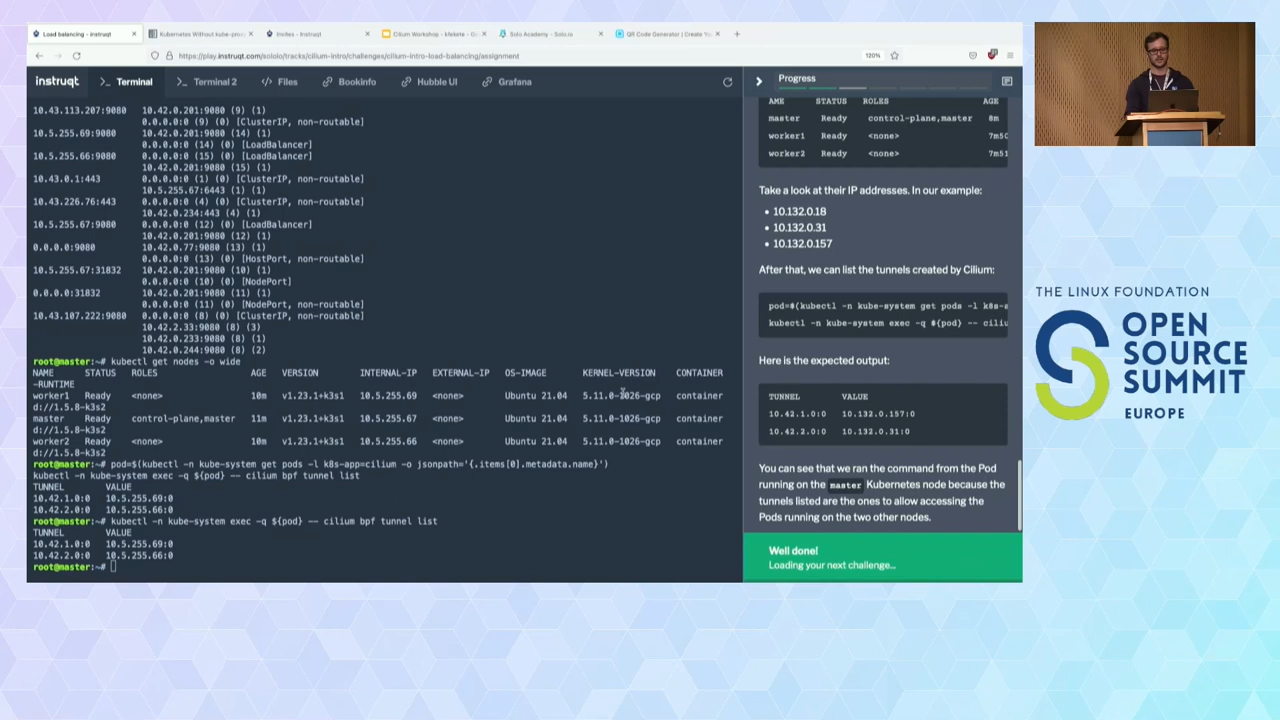 Load balancing - Instruqt
Kubernetes Without kube-prox
Invites - Instruqt
Cilium Workshop - kMeete - G
Solo Academy - Solo.io
QR Code Generator | Create Yo
https://play.instruqt.com/sololo/tracks/cilium-intro/challenges/cilium-intro-load-balancing/assignment
120%
instruqt
Terminal
Terminal 2
Files
Bookinfo
Hubble UI
Grafana
10.43.113.207:9080 10.42.0.201:9080 (9) (1)
0.0.0.0:0 (9) (0) [ClusterIP, non-routable]
10.5.255.69:9080 0.0.0.0:0 (14) (0) [LoadBalancer]
10.42.0.201:9080 (14) (1)
10.5.255.66:9080 0.0.0.0:0 (15) (0) [LoadBalancer]
10.42.0.201:9080 (15) (1)
10.43.0.1:443 0.0.0.0:0 (1) (0) [ClusterIP, non-routable]
10.5.255.67:6443 (1) (1)
10.43.226.76:443 0.0.0.0:0 (4) (0) [ClusterIP, non-routable]
10.42.0.234:443 (4) (1)
10.5.255.67:9080 0.0.0.0:0 (12) (0) [LoadBalancer]
10.42.0.201:9080 (12) (1)
0.0.0.0:9080 10.42.0.77:9080 (13) (1)
0.0.0.0:0 (13) (0) [HostPort, non-routable]
10.5.255.67:31832 10.42.0.201:9080 (10) (1)
0.0.0.0:0 (10) (0) [NodePort]
0.0.0.0:31832 10.42.0.201:9080 (11) (1)
0.0.0.0:0 (11) (0) [NodePort, non-routable]
10.43.107.222:9080 0.0.0.0:0 (8) (0) [ClusterIP, non-routable]
10.42.2.33:9080 (8) (3)
10.42.0.233:9080 (8) (1)
10.42.0.244:9080 (8) (2)
root@master:~# kubectl get nodes -o wide
NAME STATUS ROLES AGE VERSION INTERNAL-IP EXTERNAL-IP OS-IMAGE KERNEL-VERSION CONTAINER
-RUNTIME
worker1 Ready <none> 10m v1.23.1+k3s1 10.5.255.69 <none> Ubuntu 21.04 5.11.0-1026-gcp container
d://1.5.8-k3s2
master Ready control-plane,master 11m v1.23.1+k3s1 10.5.255.67 <none> Ubuntu 21.04 5.11.0-1026-gcp container
d://1.5.8-k3s2
worker2 Ready <none> 10m v1.23.1+k3s1 10.5.255.66 <none> Ubuntu 21.04 5.11.0-1026-gcp container
d://1.5.8-k3s2
root@master:~# pod=$(kubectl -n kube-system get pods -l k8s-app=cilium -o jsonpath='{.items[0].metadata.name}')
kubectl -n kube-system exec -q ${pod} -- cilium bpf tunnel list
TUNNEL VALUE
10.42.1.0:0 10.5.255.69:0
10.42.2.0:0 10.5.255.66:0
root@master:~# kubectl -n kube-system exec -q ${pod} -- cilium bpf tunnel list
TUNNEL VALUE
10.42.1.0:0 10.5.255.69:0
10.42.2.0:0 10.5.255.66:0
root@master:~#
Progress
AME STATUS ROLES AGE
master Ready control-plane,master 8m
worker1 Ready <none> 7m50
worker2 Ready <none> 7m51
Take a look at their IP addresses. In our example:
• 10.132.0.18
• 10.132.0.31
• 10.132.0.157
After that, we can list the tunnels created by Cilium:
pod=$(kubectl -n kube-system get pods -l k8s-a
kubectl -n kube-system exec -q ${pod} -- ciliu
Here is the expected output:
TUNNEL VALUE
10.42.1.0:0 10.132.0.157:0
10.42.2.0:0 10.132.0.31:0
You can see that we ran the command from the Pod
running on the master Kubernetes node because the
tunnels listed are the ones to allow accessing the
Pods running on the two other nodes.
Well done!
Loading your next challenge...
THE LINUX FOUNDATION
OPEN
SOURCE
SUMMIT
EUROPE